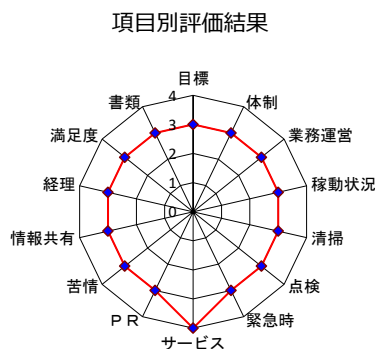 項目別評価結果
目標
体制
業務運営
稼動状況
清掃
点検
緊急時
サービス
ＰＲ
苦情
情報共有
経理
満足度
書類
4
3
2
1
0